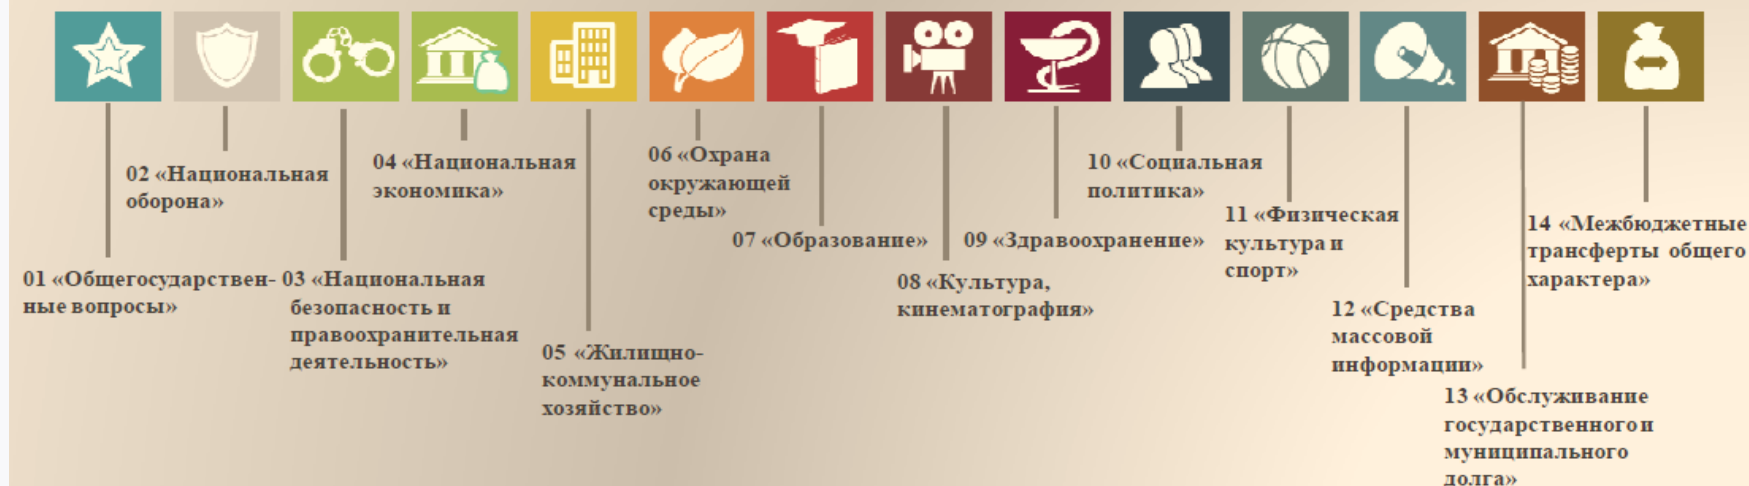 01 «Общегосударствен-
ные вопросы»
02 «Национальная
оборона»
03 «Национальная
безопасность и
правоохранительная
деятельность»
04 «Национальная
экономика»
05 «Жилищно-
коммунальное
хозяйство»
06 «Охрана
окружающей
среды»
07 «Образование»
08 «Культура,
кинематография»
09 «Здравоохранение»
10 «Социальная
политика»
11 «Физическая
культура и
спорт»
12 «Средства
массовой
информации»
13 «Обслуживание
государственного и
муниципального
долга»
14 «Межбюджетные
трансферты общего
характера»